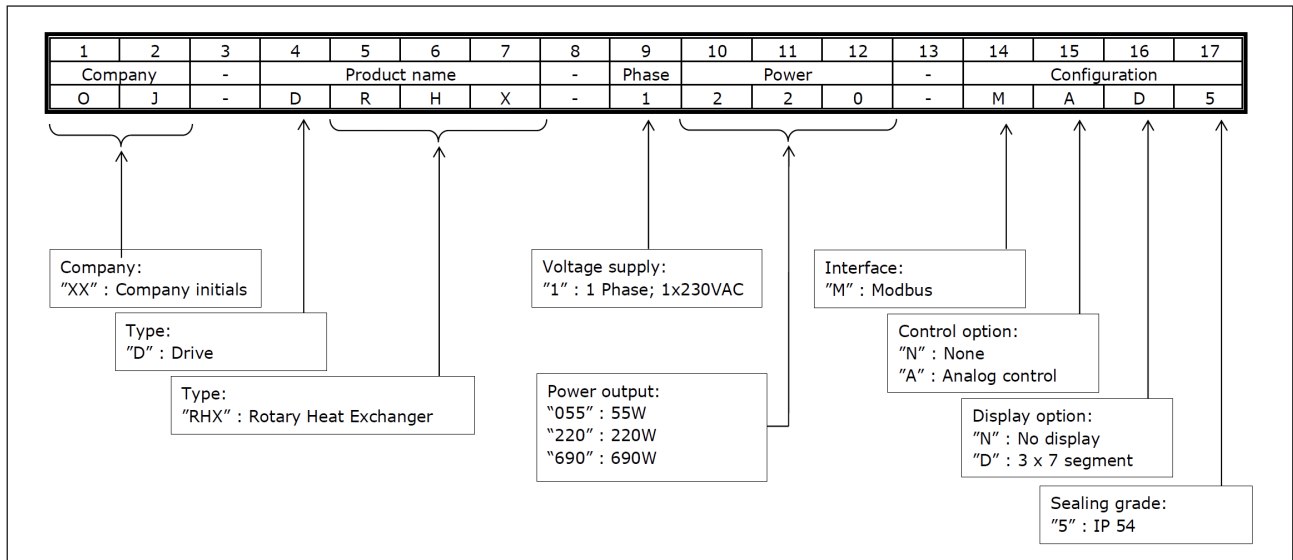 1 2 3 4 5 6 7 8 9 10 11 12 13 14 15 16 17
Company - Product name - Phase Power - Configuration
O J - D R H X - 1 2 2 0 - M A D 5
Company:
"XX" : Company initials
Type:
"D" : Drive
Type:
"RHX" : Rotary Heat Exchanger
Voltage supply:
"1" : 1 Phase; 1x230VAC
Power output:
“055” : 55W
“220” : 220W
“690” : 690W
Interface:
"M" : Modbus
Control option:
"N" : None
"A" : Analog control
Display option:
"N" : No display
"D" : 3 x 7 segment
Sealing grade:
"5" : IP 54